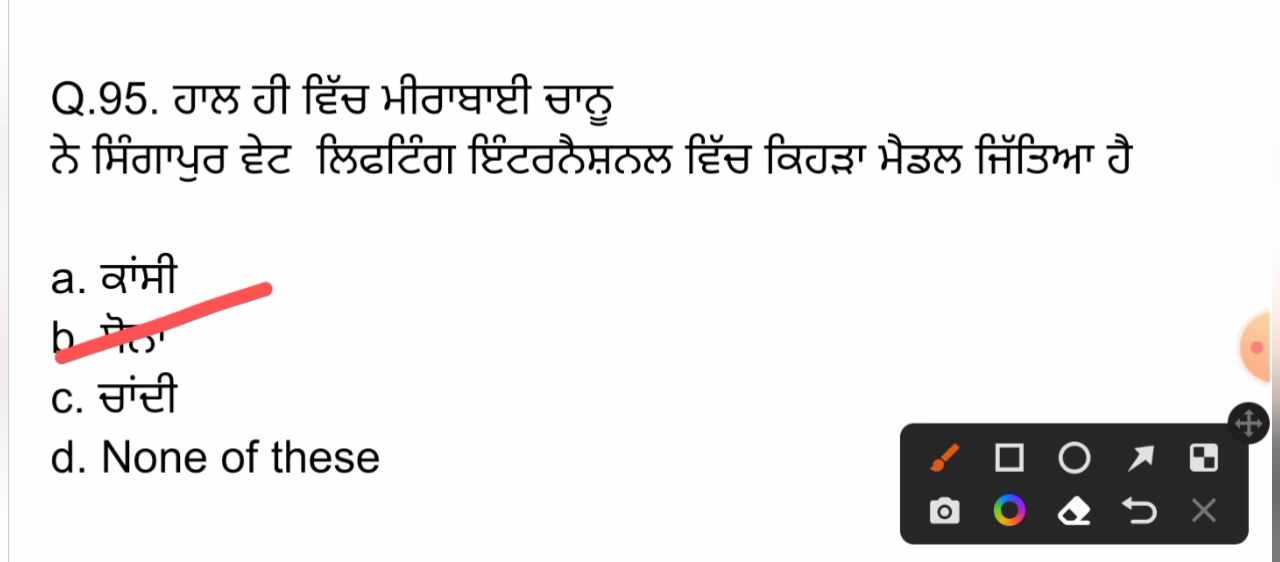 Q.95. ਹਾਲ ਹੀ ਵਿੱਚ ਮੀਰਾਬਾਈ ਚਾਨੂ
ਨੇ ਸਿੰਗਾਪੁਰ ਵੇਟ ਲਿਫਟਿੰਗ ਇੰਟਰਨੈਸ਼ਨਲ ਵਿੱਚ ਕਿਹੜਾ ਮੈਡਲ ਜਿੱਤਿਆ ਹੈ
a. ਕਾਂਸੀ
b. ਸੋਨਾ
c. ਚਾਂਦੀ
d. None of these